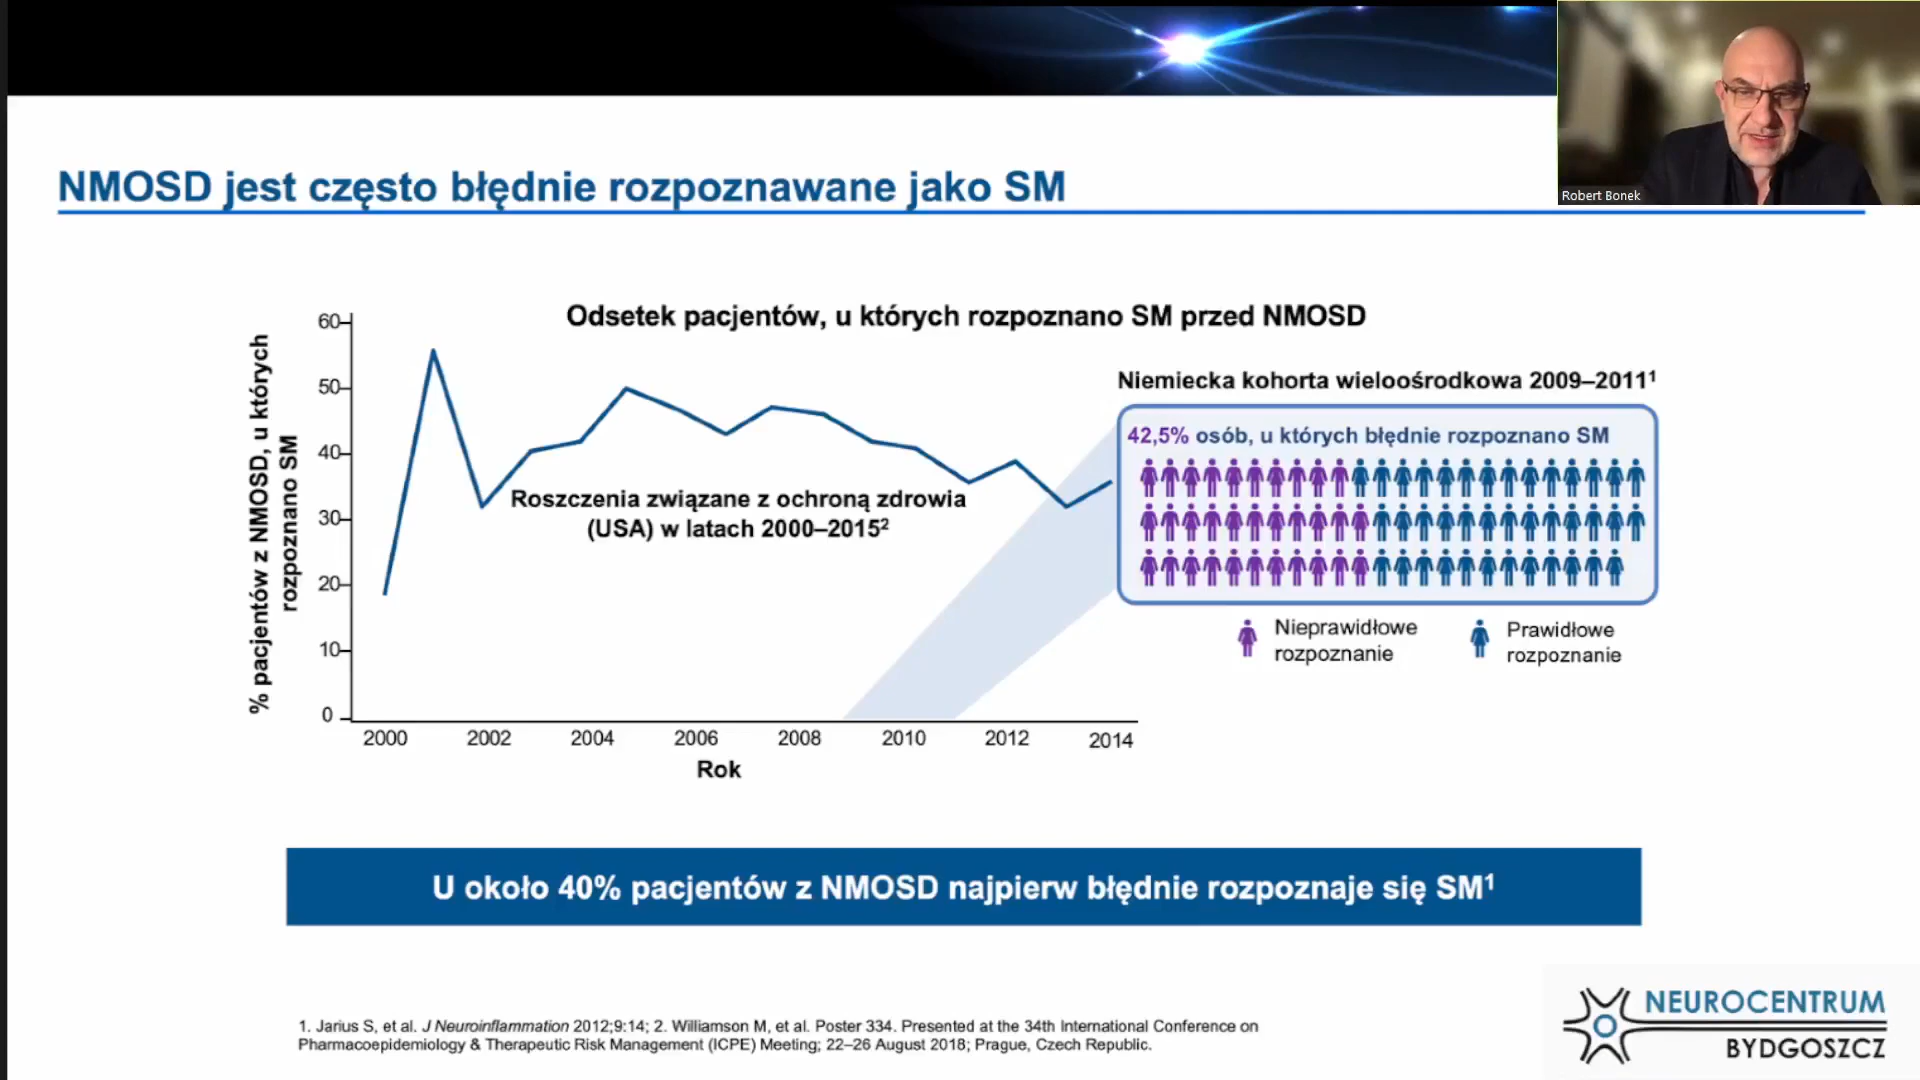 Robert Bonek
NMOSD jest często błędnie rozpoznawane jako SM
Odsetek pacjentów, u których rozpoznano SM przed NMOSD
% pacjentów z NMOSD, u których
rozpoznano SM
60
50
40
30
20
10
0
Roszczenia związane z ochroną zdrowia
(USA) w latach 2000–2015²
2000 2002 2004 2006 2008 2010 2012 2014
Rok
Niemiecka kohorta wieloośrodkowa 2009–2011¹
42,5% osób, u których błędnie rozpoznano SM
Nieprawidłowe
rozpoznanie
Prawidłowe
rozpoznanie
U około 40% pacjentów z NMOSD najpierw błędnie rozpoznaje się SM¹
1. Jarius S, et al. J Neuroinflammation 2012;9:14; 2. Williamson M, et al. Poster 334. Presented at the 34th International Conference on
Pharmacoepidemiology & Therapeutic Risk Management (ICPE) Meeting; 22–26 August 2018; Prague, Czech Republic.
NEUROCENTRUM
BYDGOSZCZ